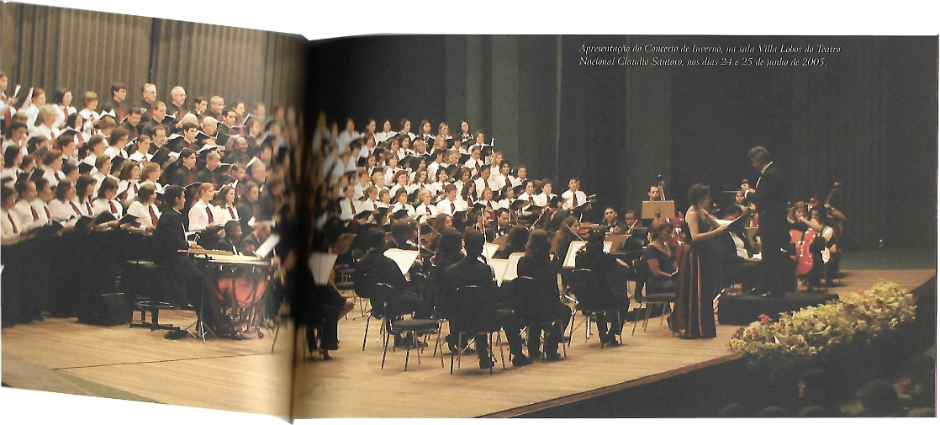 Apresentação do Concerto de Inverno, na sala Villa Lobos do Teatro
Nacional Claudio Santoro, nos dias 24 e 25 de junho de 2005.